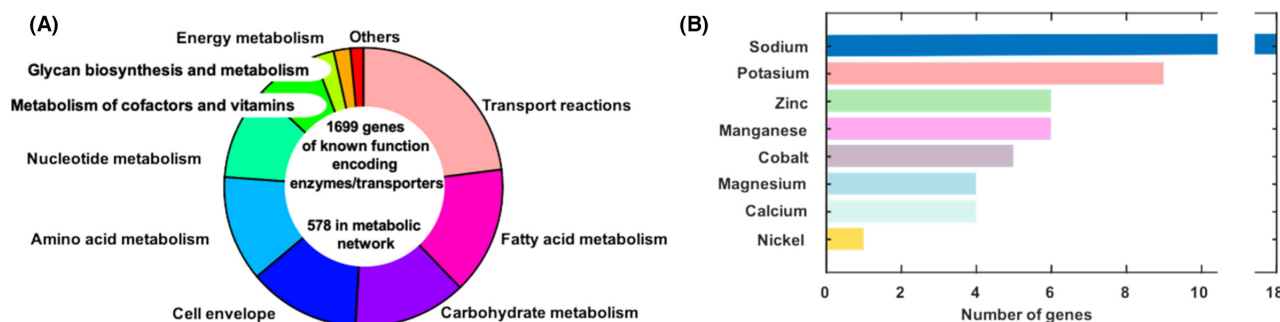 (A)
Energy metabolism
Others
Glycan biosynthesis and metabolism
Metabolism of cofactors and vitamins
Transport reactions
Nucleotide metabolism
1699 genes
of known function
encoding
enzymes/transporters
578 in metabolic
network
Amino acid metabolism
Fatty acid metabolism
Cell envelope
Carbohydrate metabolism
(B)
Sodium
Potasium
Zinc
Manganese
Cobalt
Magnesium
Calcium
Nickel
0 2 4 6 8 10 18
Number of genes